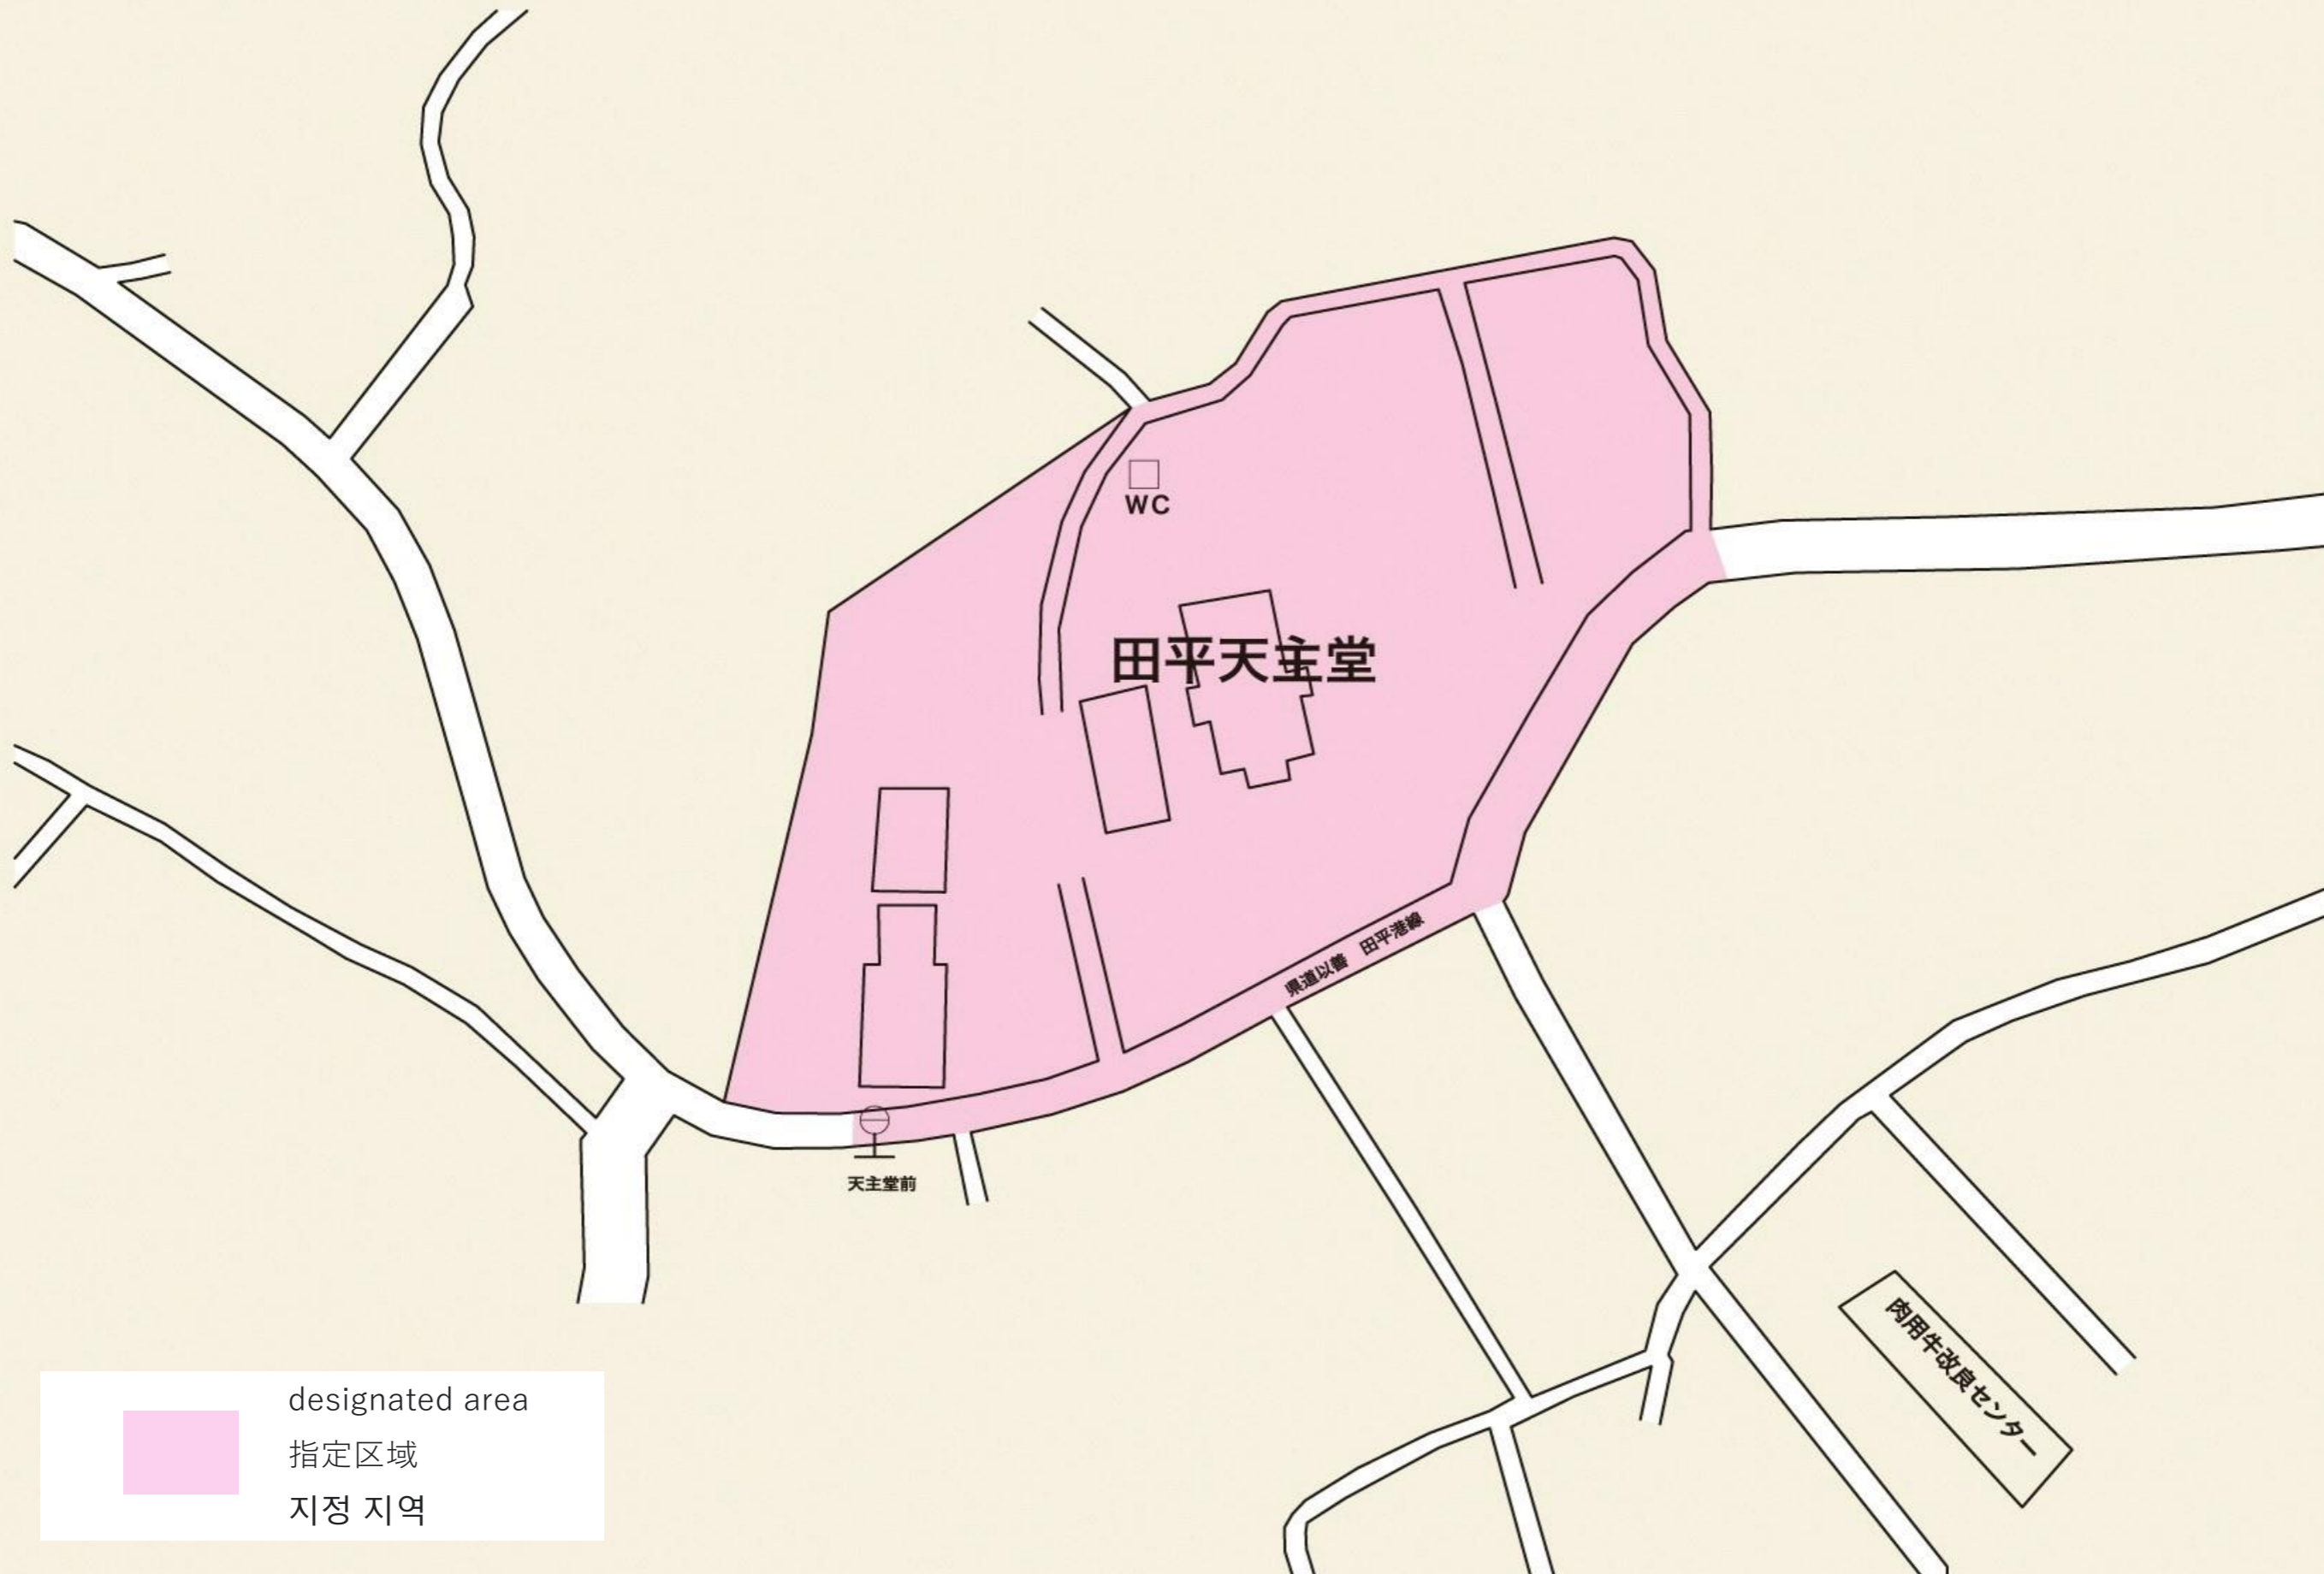 WC
田平天主堂
県道以善　田平港線
天主堂前
肉用牛改良センター
designated area
指定区域
지정 지역